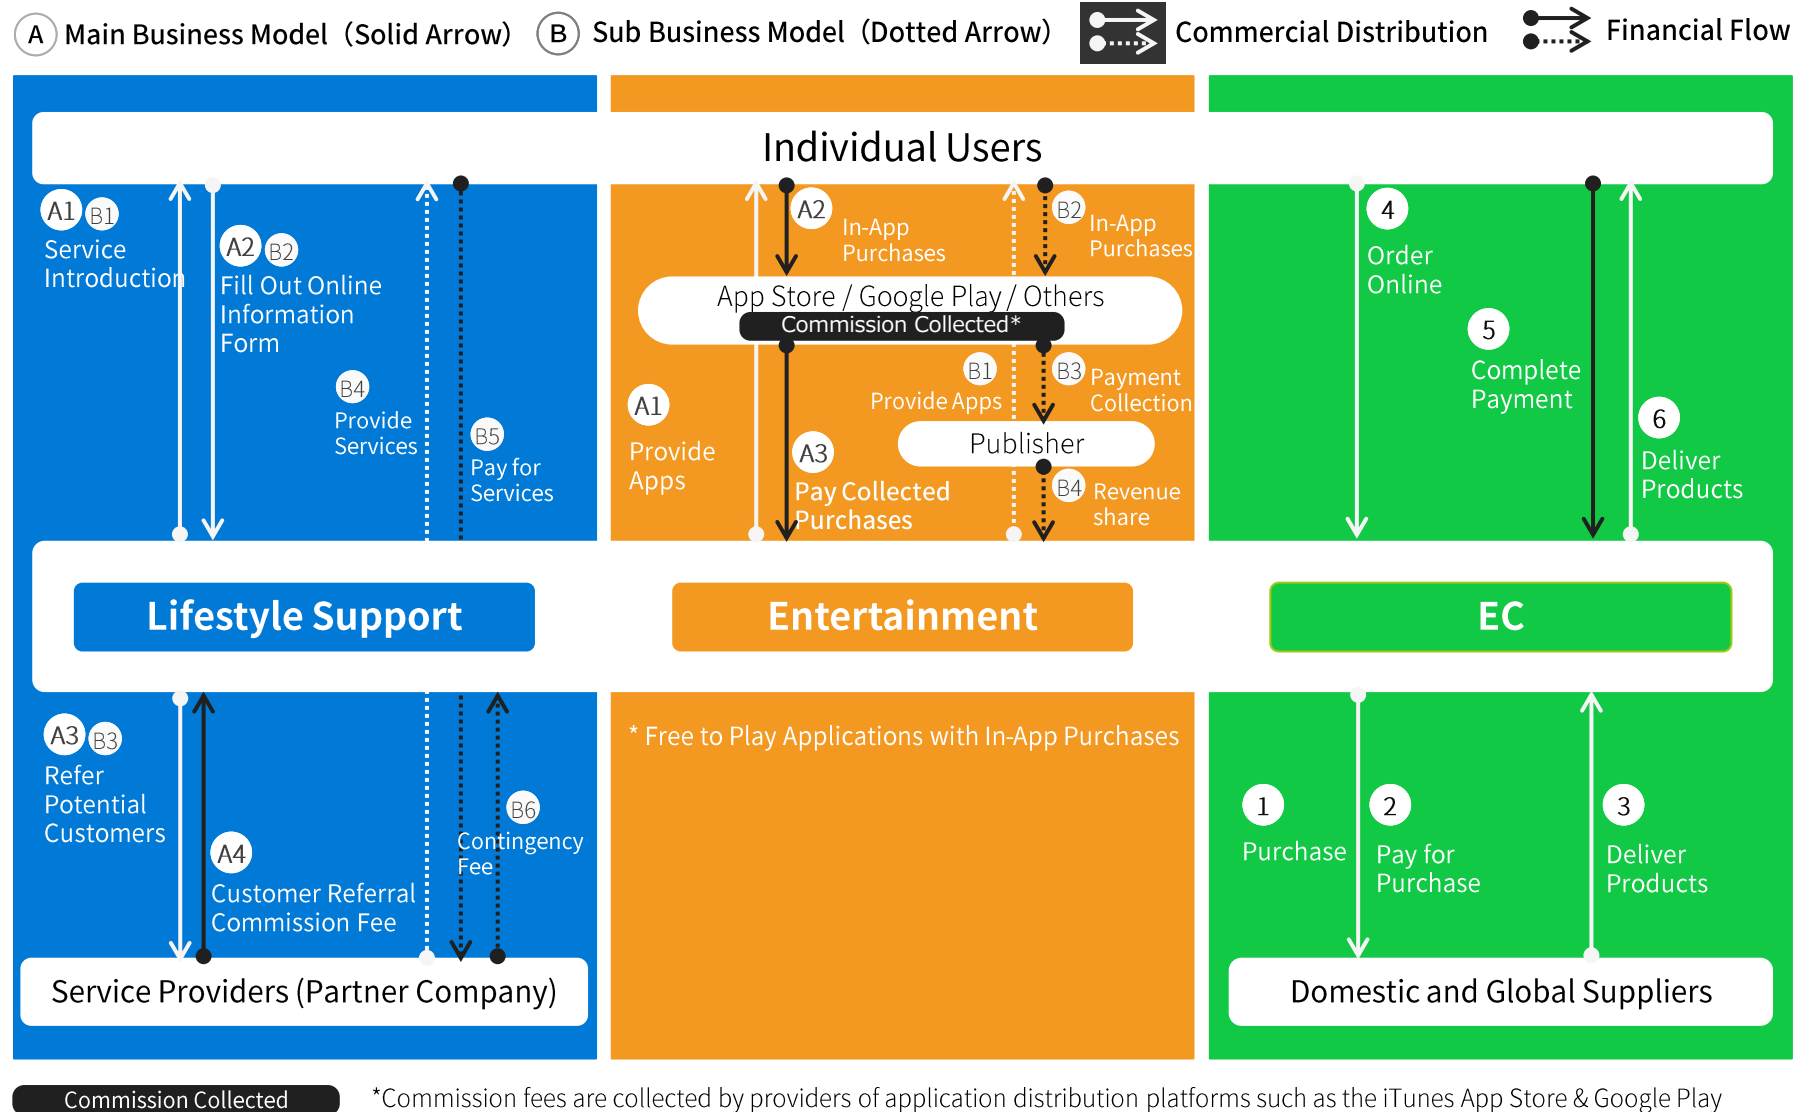 A Main Business Model（Solid Arrow） B Sub Business Model（Dotted Arrow） Commercial Distribution Financial Flow
Individual Users
A1 B1
Service
Introduction
A2 B2
Fill Out Online
Information
Form
B4
Provide
Services
B5
Pay for
Services
A2
In-App
Purchases
B2
In-App
Purchases
App Store / Google Play / Others
Commission Collected*
A1
Provide
Apps
B1
Provide Apps
B3
Payment
Collection
Publisher
A3
Pay Collected
Purchases
B4
Revenue
share
4
Order
Online
5
Complete
Payment
6
Deliver
Products
Lifestyle Support
Entertainment
EC
A3 B3
Refer
Potential
Customers
A4
Customer Referral
Commission Fee
B6
Contingency
Fee
* Free to Play Applications with In-App Purchases
1
Purchase
2
Pay for
Purchase
3
Deliver
Products
Service Providers (Partner Company)
Domestic and Global Suppliers
Commission Collected
*Commission fees are collected by providers of application distribution platforms such as the iTunes App Store & Google Play